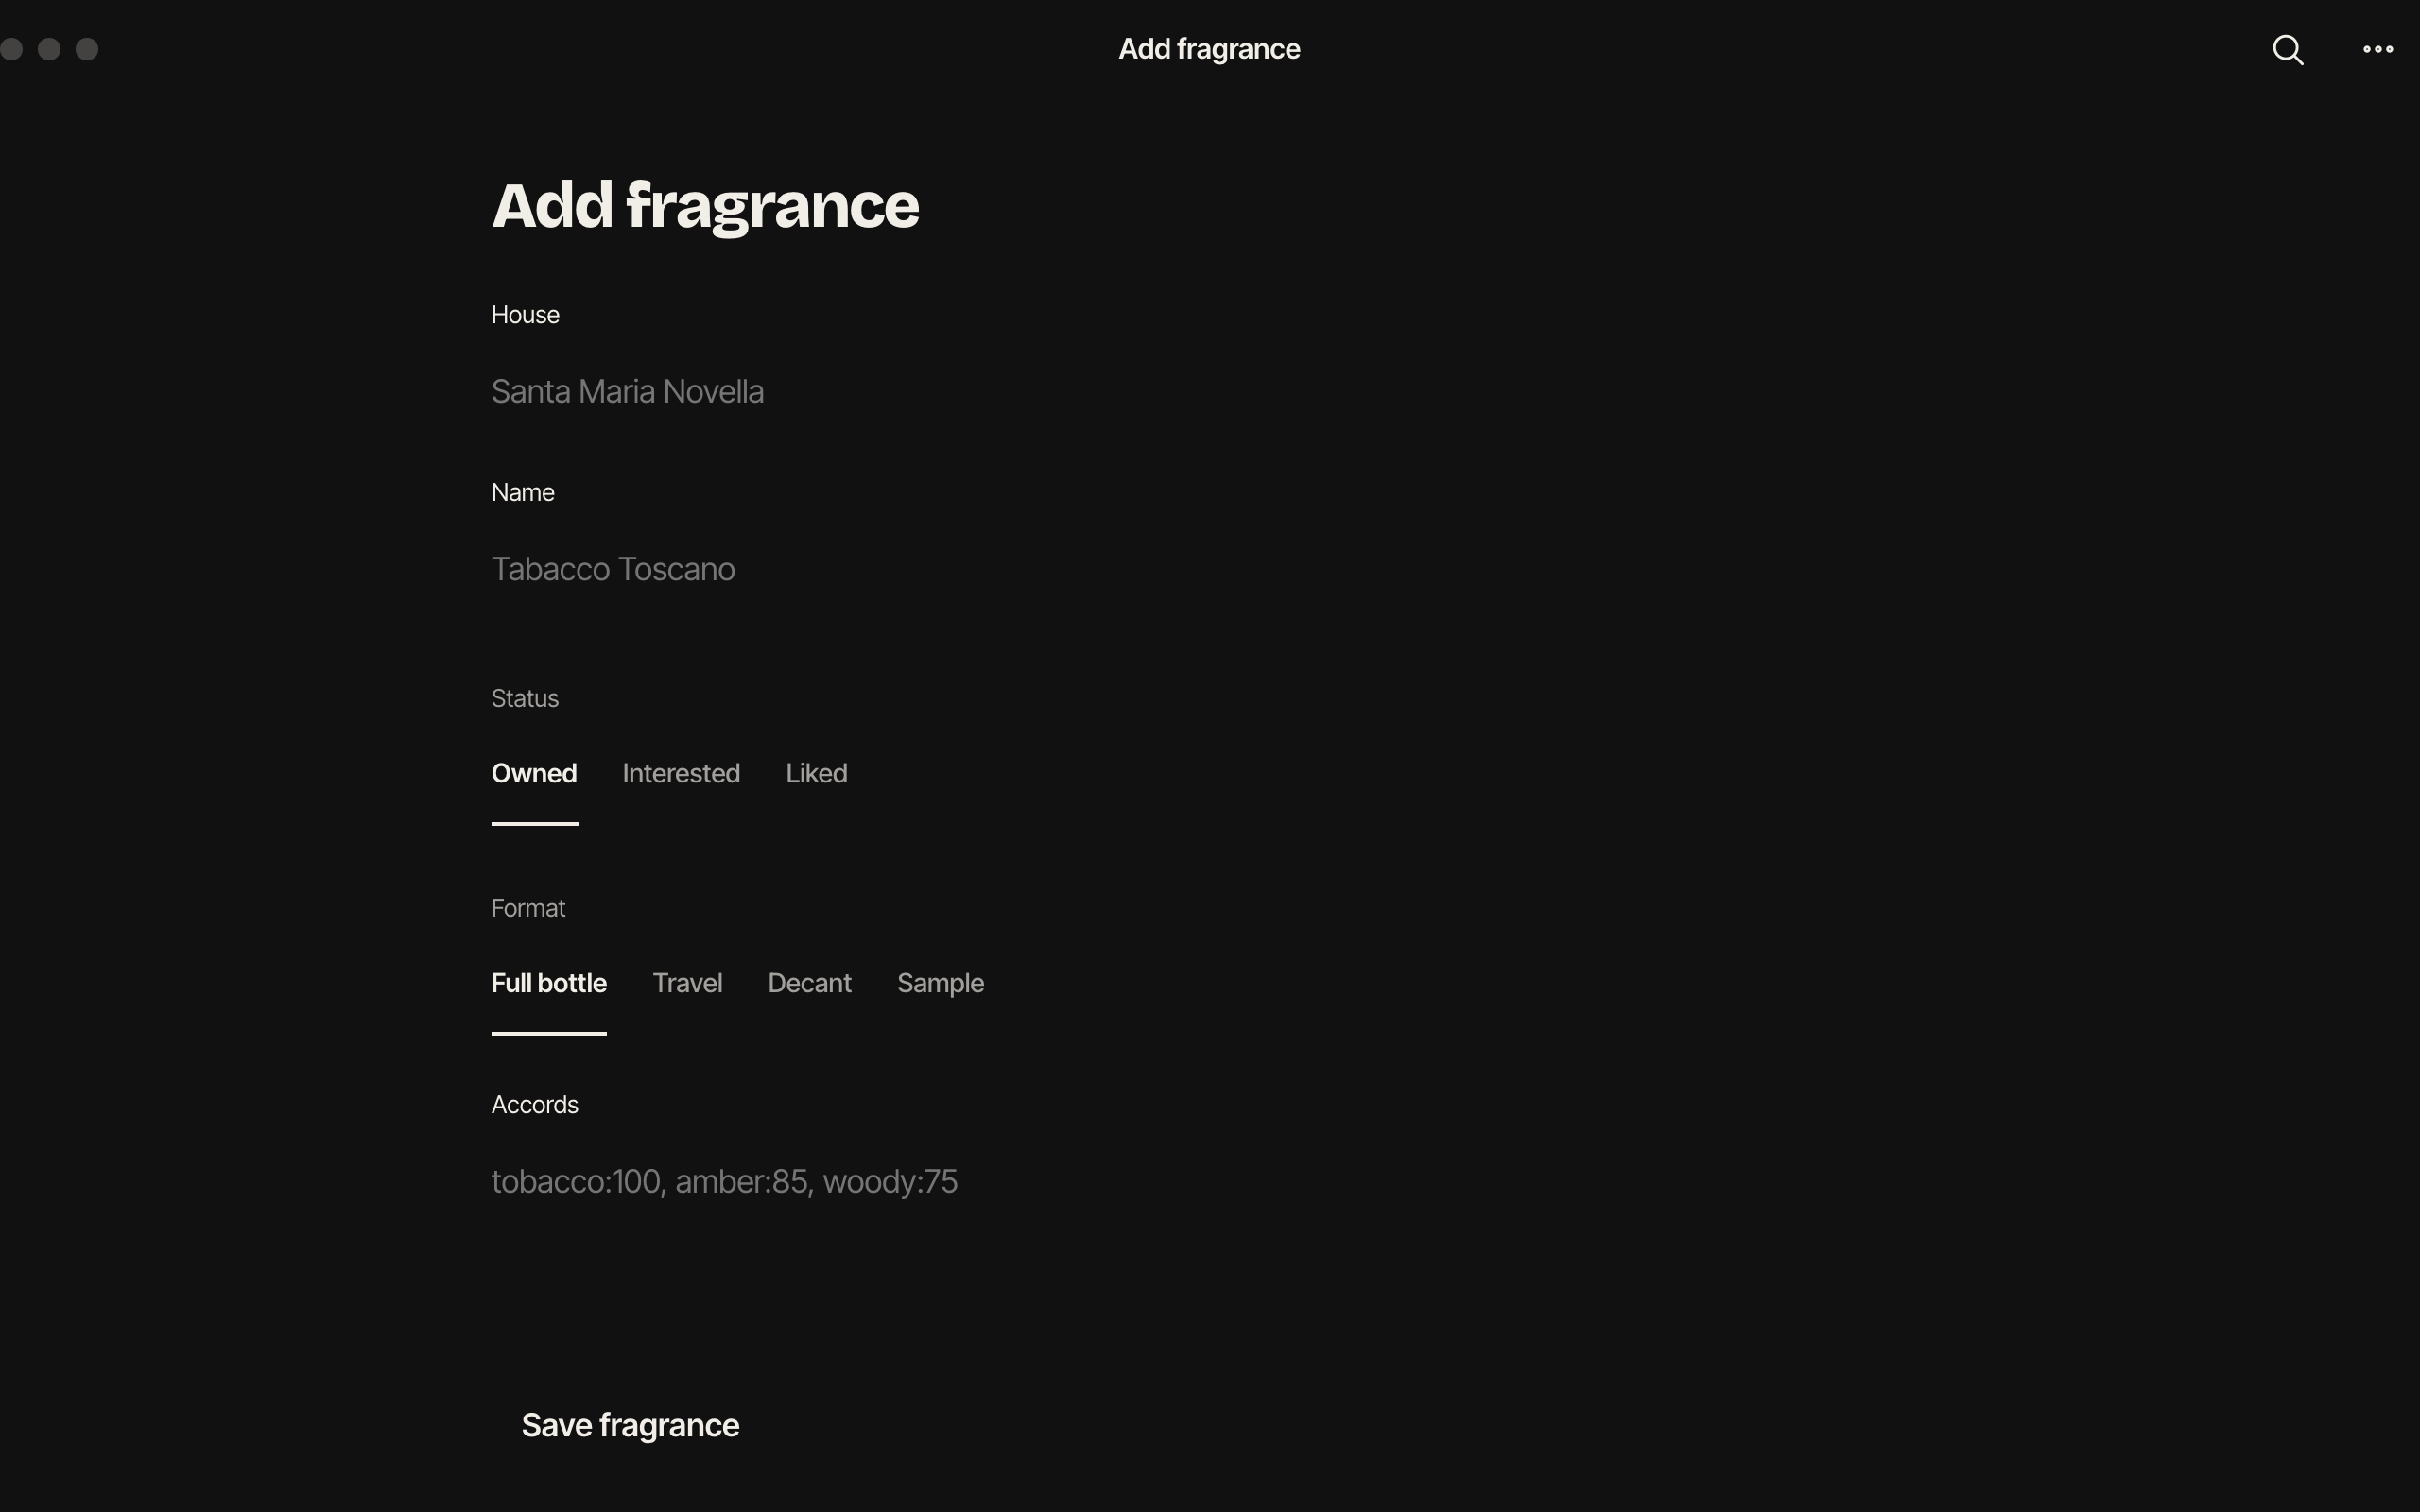 Add fragrance
Add fragrance
House
Santa Maria Novella
Name
Tabacco Toscano
Status
Owned Interested Liked
Format
Full bottle Travel Decant Sample
Accords
tobacco:100, amber:85, woody:75
Save fragrance